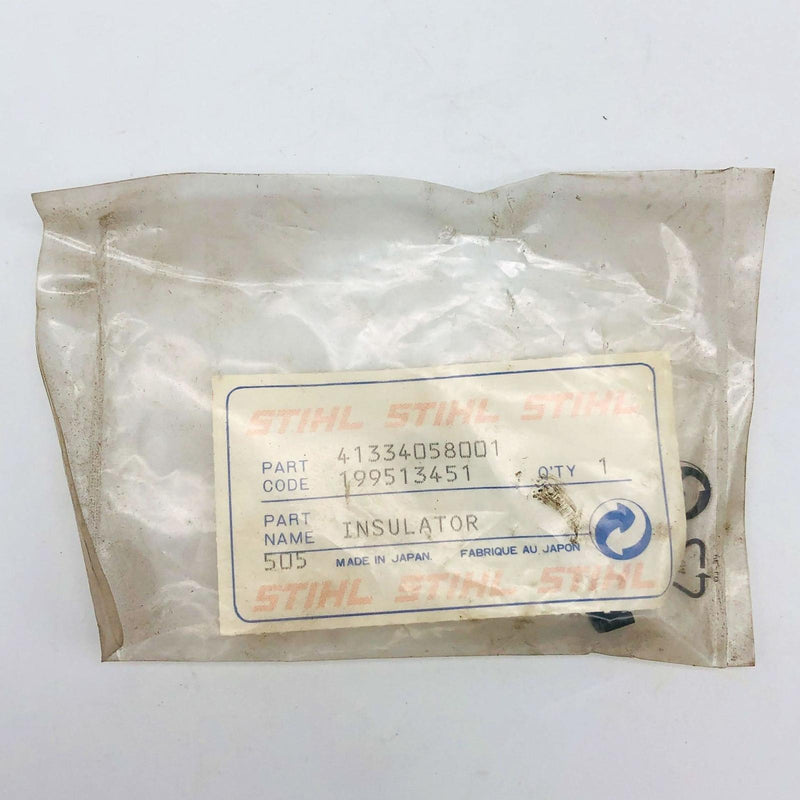 STIHL STIHL STIHL
41334058001
PART CODE 199513451 Q'TY 1
PART NAME INSULATOR
505 MADE IN JAPAN. FABRIQUE AU JAPON
STIHL STIHL STIHL